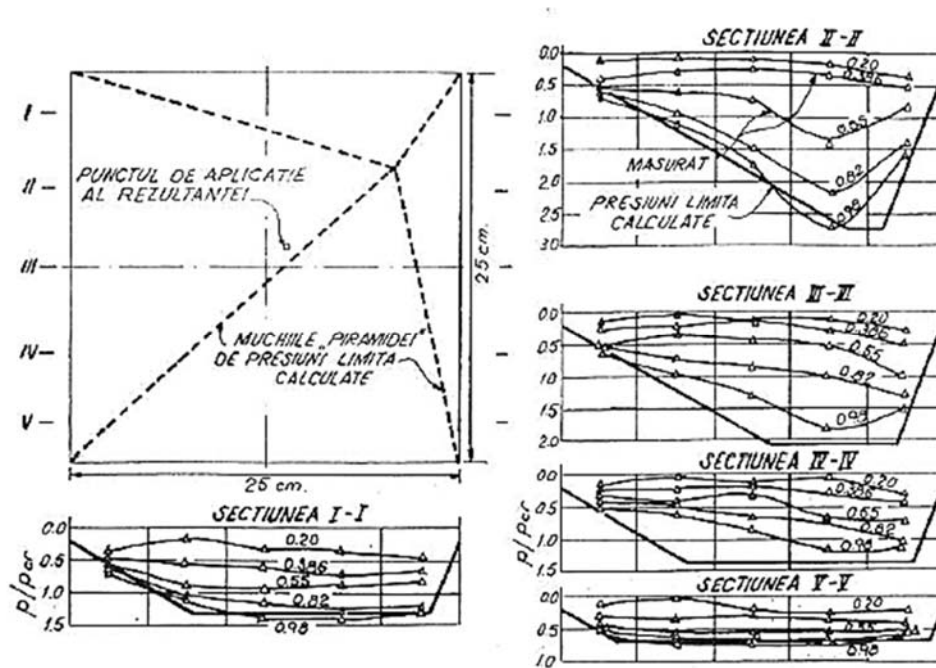 I
II
III
IV
V
PUNCTUL DE APLICATIE
AL REZULTANTEI
MUCHIILE PIRAMIDEI
DE PRESIUNI LIMITA
CALCULATE
25 cm.
25 cm.
SECTIUNEA I-I
P/Pcr
0.0
0.5
1.0
1.5
0.20
0.386
0.55
0.82
0.98
SECTIUNEA II-II
0.0
0.5
1.0
1.5
2.0
2.5
3.0
0.20
0.386
0.65
0.82
0.98
MASURAT
PRESIUNI LIMITA
CALCULATE
0.0
0.5
1.0
1.5
2.0
0.20
0.386
0.55
0.82
0.98
SECTIUNEA IV-IV
P/Pcr
0.0
0.5
1.0
1.5
0.20
0.386
0.65
0.82
0.98
SECTIUNEA V-V
0.0
0.5
1.0
0.20
0.55
0.98